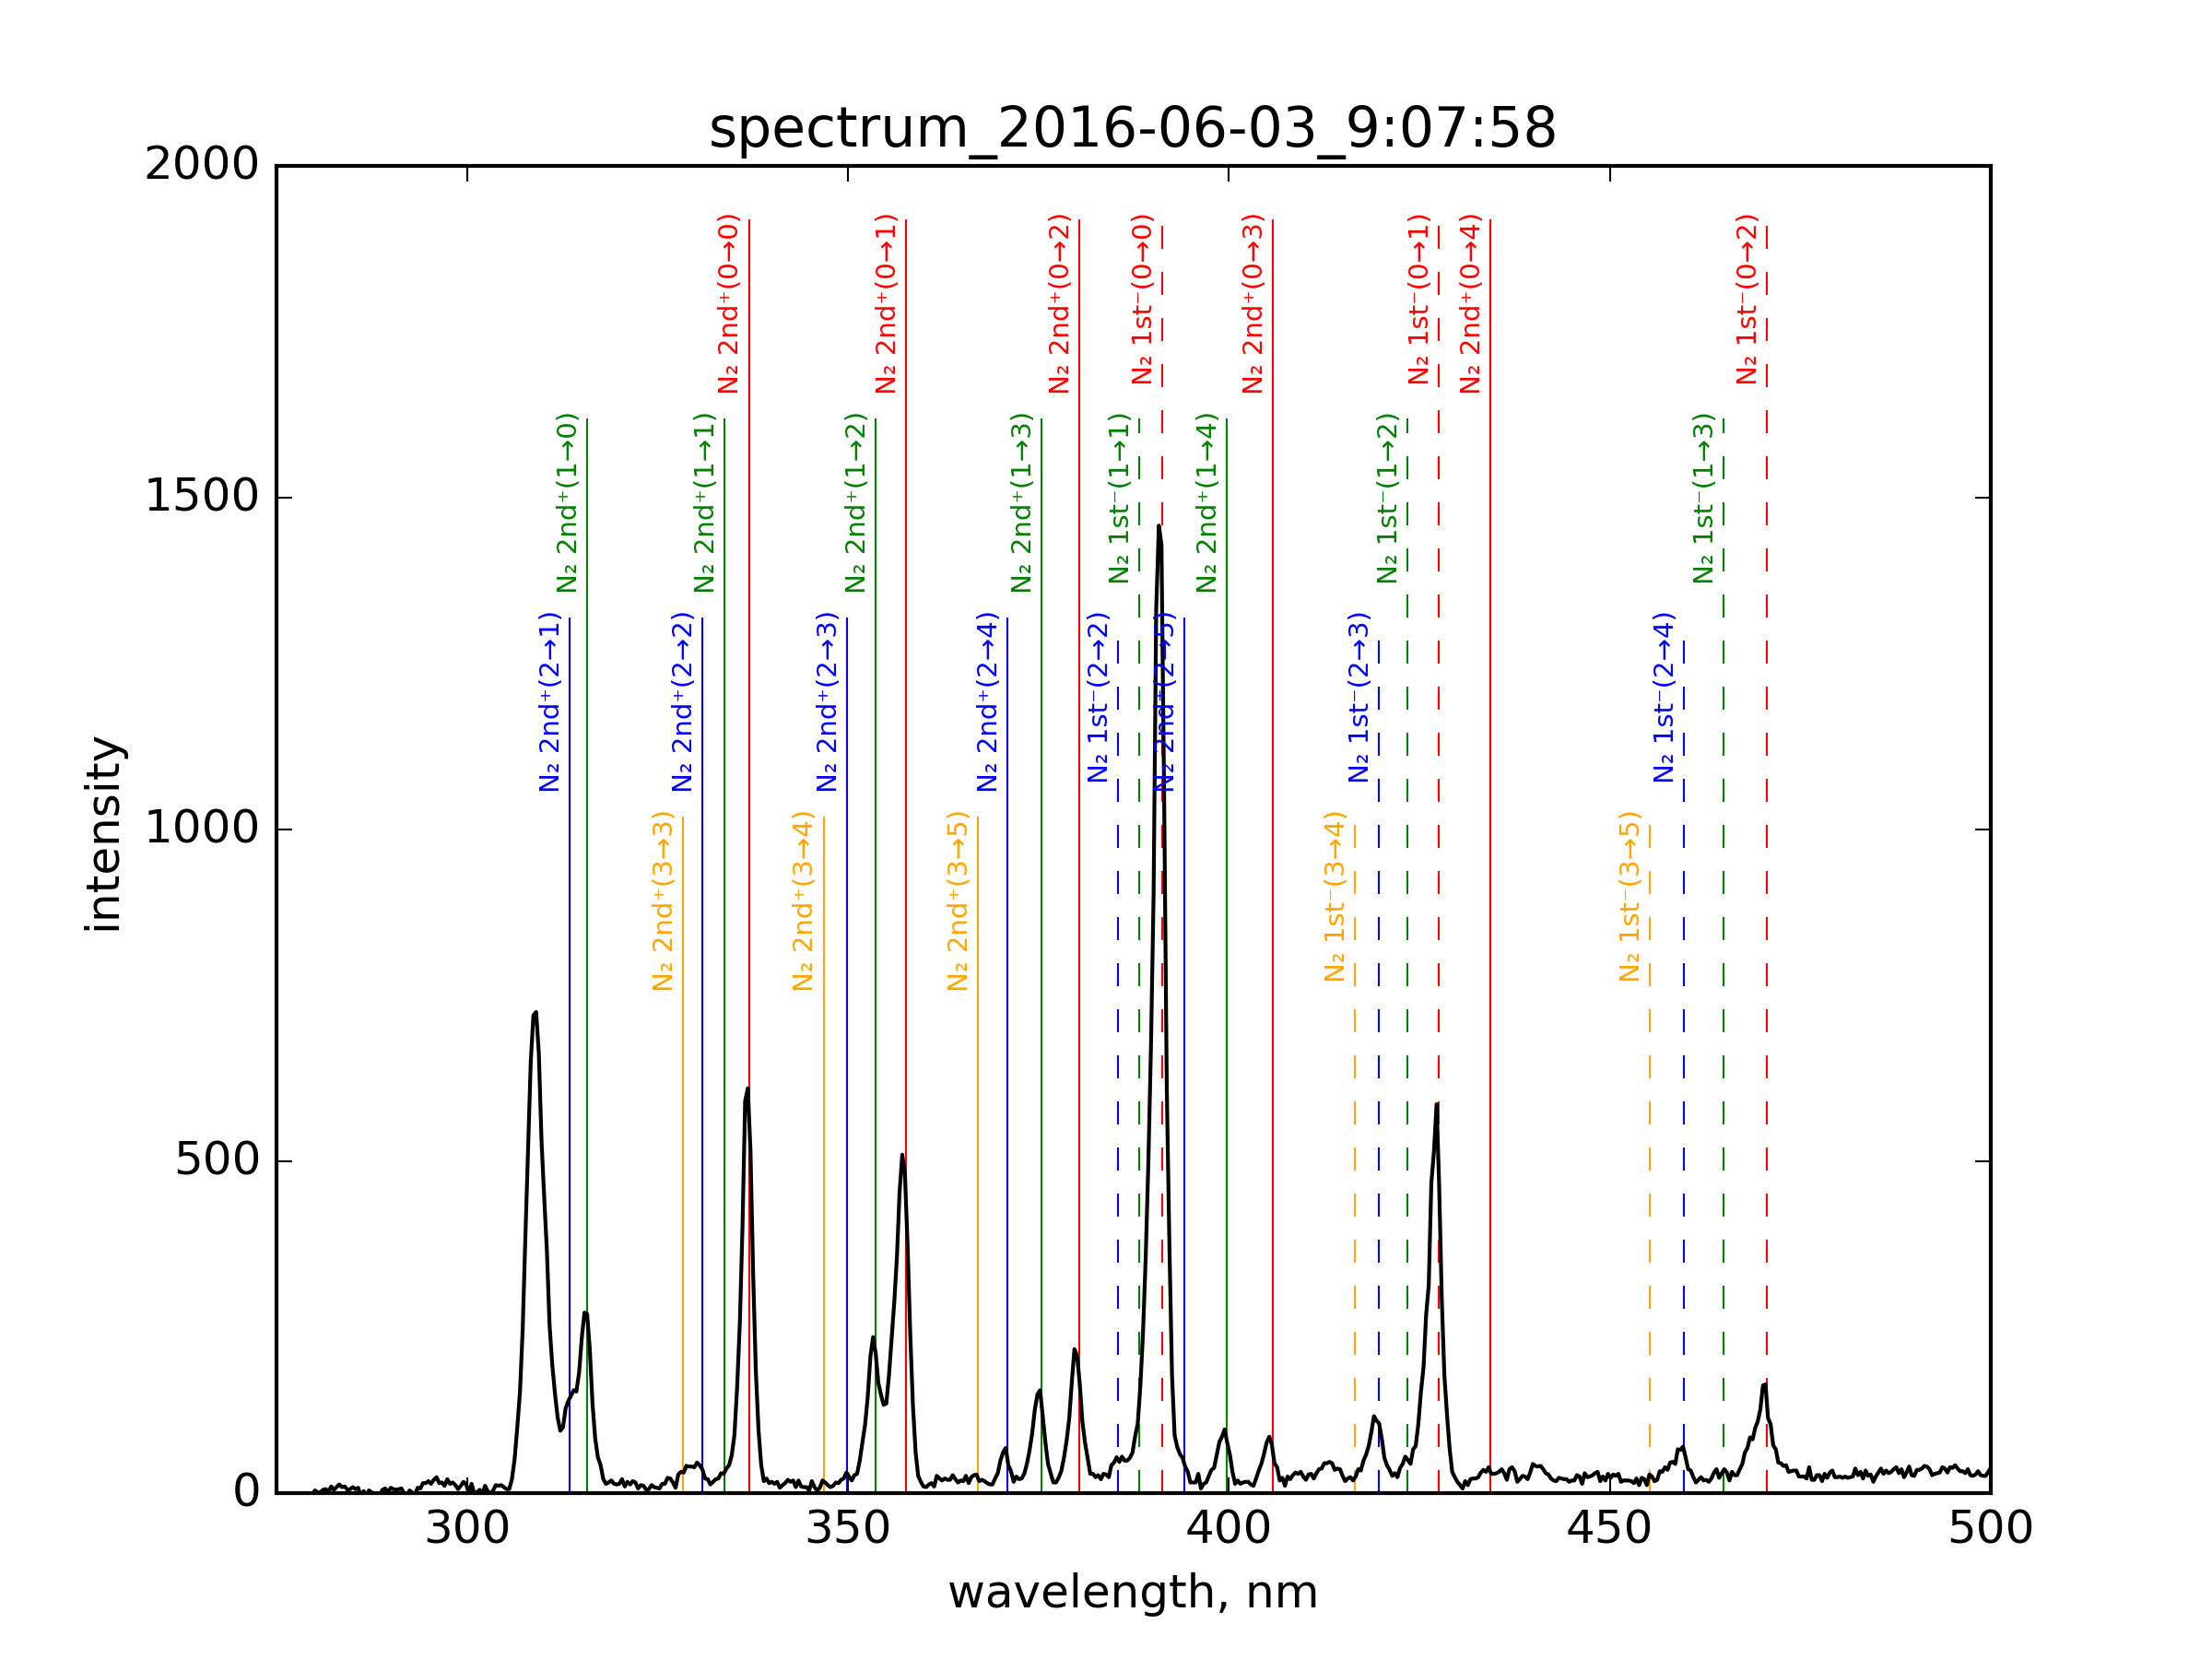 spectrum_2016-06-03_9:07:58
2000
1500
1000
500
0
intensity
N₂ 2nd⁺(0→0)
N₂ 2nd⁺(0→1)
N₂ 2nd⁺(0→2)
N₂ 1st⁻(0→0)
N₂ 2nd⁺(0→3)
N₂ 1st⁻(0→1)
N₂ 2nd⁺(0→4)
N₂ 1st⁻(0→2)
N₂ 2nd⁺(1→0)
N₂ 2nd⁺(1→1)
N₂ 2nd⁺(1→2)
N₂ 2nd⁺(1→3)
N₂ 1st⁻(1→1)
N₂ 2nd⁺(1→4)
N₂ 1st⁻(1→2)
N₂ 1st⁻(1→3)
N₂ 2nd⁺(2→1)
N₂ 2nd⁺(2→2)
N₂ 2nd⁺(2→3)
N₂ 2nd⁺(2→4)
N₂ 1st⁻(2→2)
N₂ 2nd⁺(2→5)
N₂ 1st⁻(2→3)
N₂ 1st⁻(2→4)
N₂ 2nd⁺(3→3)
N₂ 2nd⁺(3→4)
N₂ 2nd⁺(3→5)
N₂ 1st⁻(3→4)
N₂ 1st⁻(3→5)
300 350 400 450 500
wavelength, nm